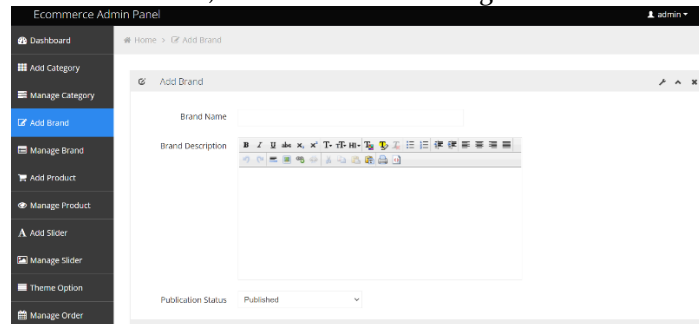 Ecommerce Admin Panel
admin
Dashboard
Home > Add Brand
Add Category
Add Brand
Manage Category
Brand Name
Add Brand
Brand Description
Manage Brand
Add Product
Manage Product
Add Slider
Manage Slider
Theme Option
Publication Status Published
Manage Order